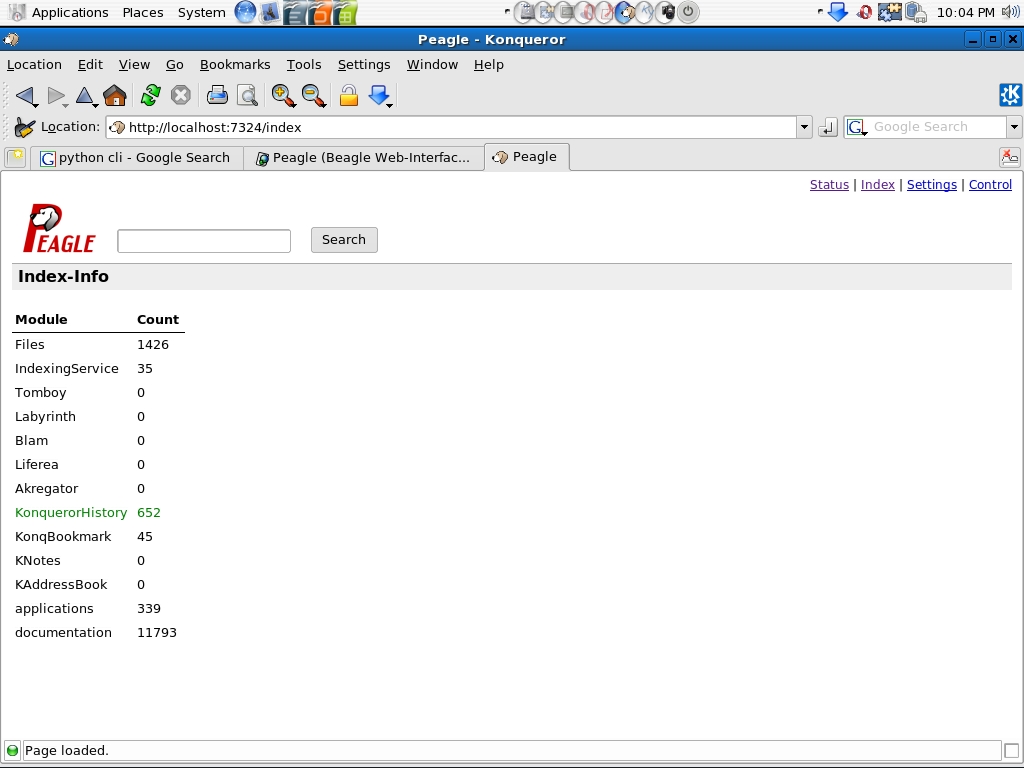 Applications Places System 10:04 PM
Peagle - Konqueror
Location Edit View Go Bookmarks Tools Settings Window Help
Location: http://localhost:7324/index Google Search
python cli - Google Search Peagle (Beagle Web-Interfac... Peagle
Status | Index | Settings | Control
PEAGLE Search
Index-Info
Module Count
Files 1426
IndexingService 35
Tomboy 0
Labyrinth 0
Blam 0
Liferea 0
Akregator 0
KonquerorHistory 652
KonqBookmark 45
KNotes 0
KAddressBook 0
applications 339
documentation 11793
Page loaded.